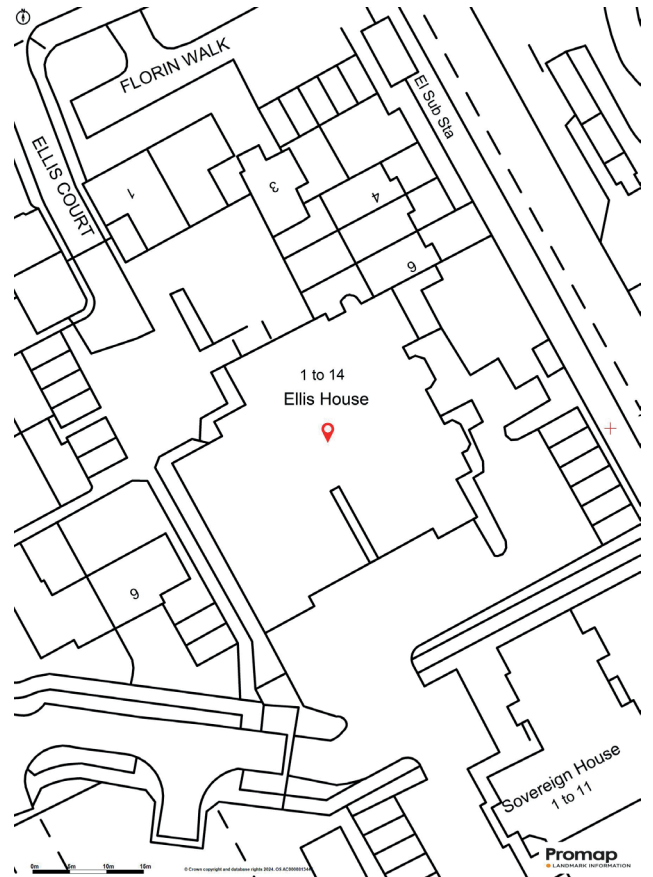 FLORIN WALK
El Sub Sta
ELLIS COURT
1
3
4
6
1 to 14
Ellis House
9
Sovereign House
1 to 11
0m 5m 10m 15m
Promap
LANDMARK INFORMATION